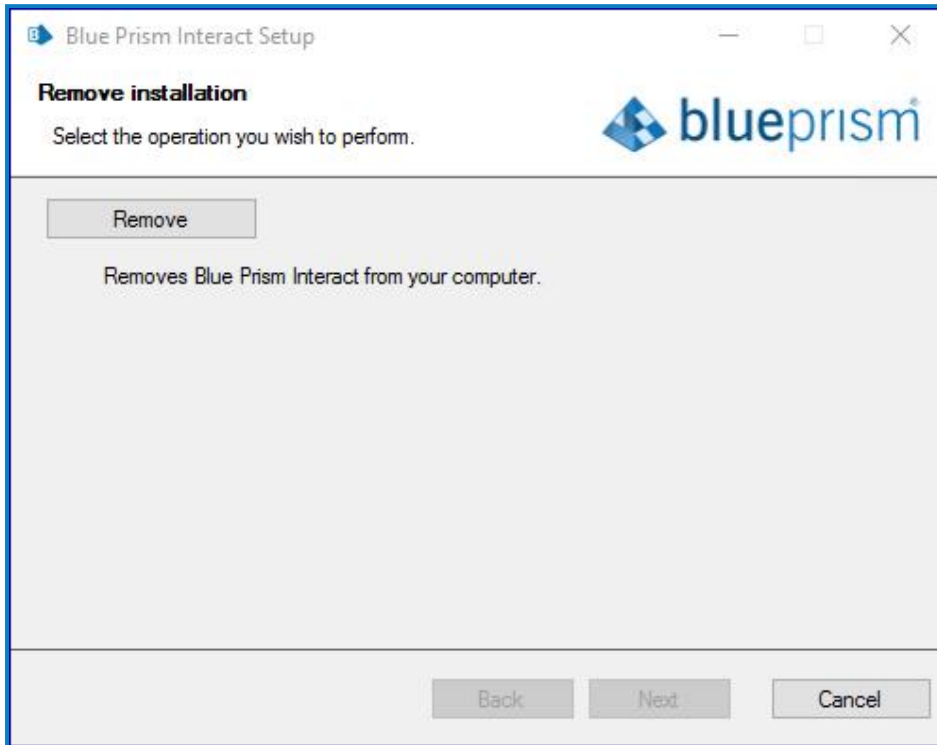 Blue Prism Interact Setup
Remove installation
Select the operation you wish to perform.
blueprism®
Remove
Removes Blue Prism Interact from your computer.
Back Next Cancel